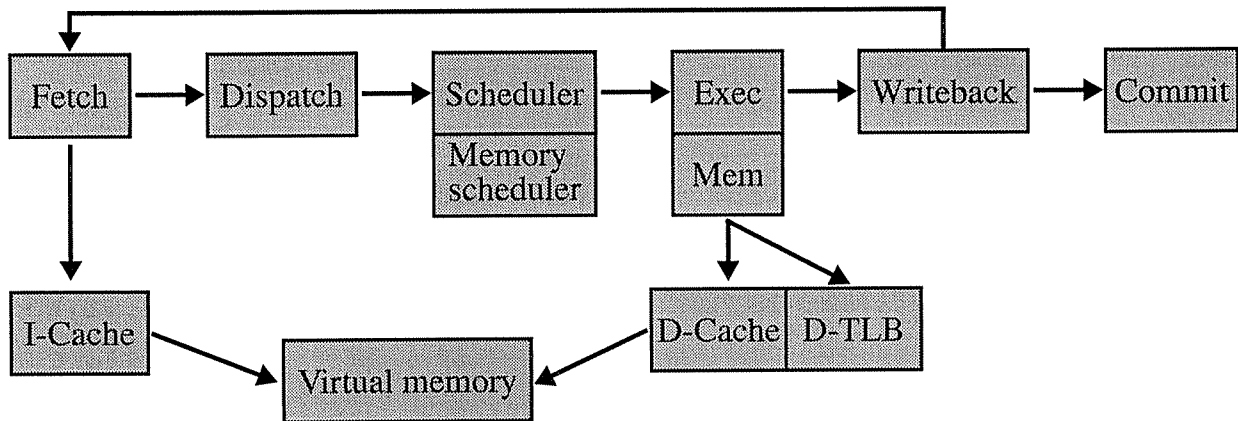 Fetch
Dispatch
Scheduler
Exec
Writeback
Commit
Memory
scheduler
Mem
I-Cache
D-Cache
D-TLB
Virtual memory